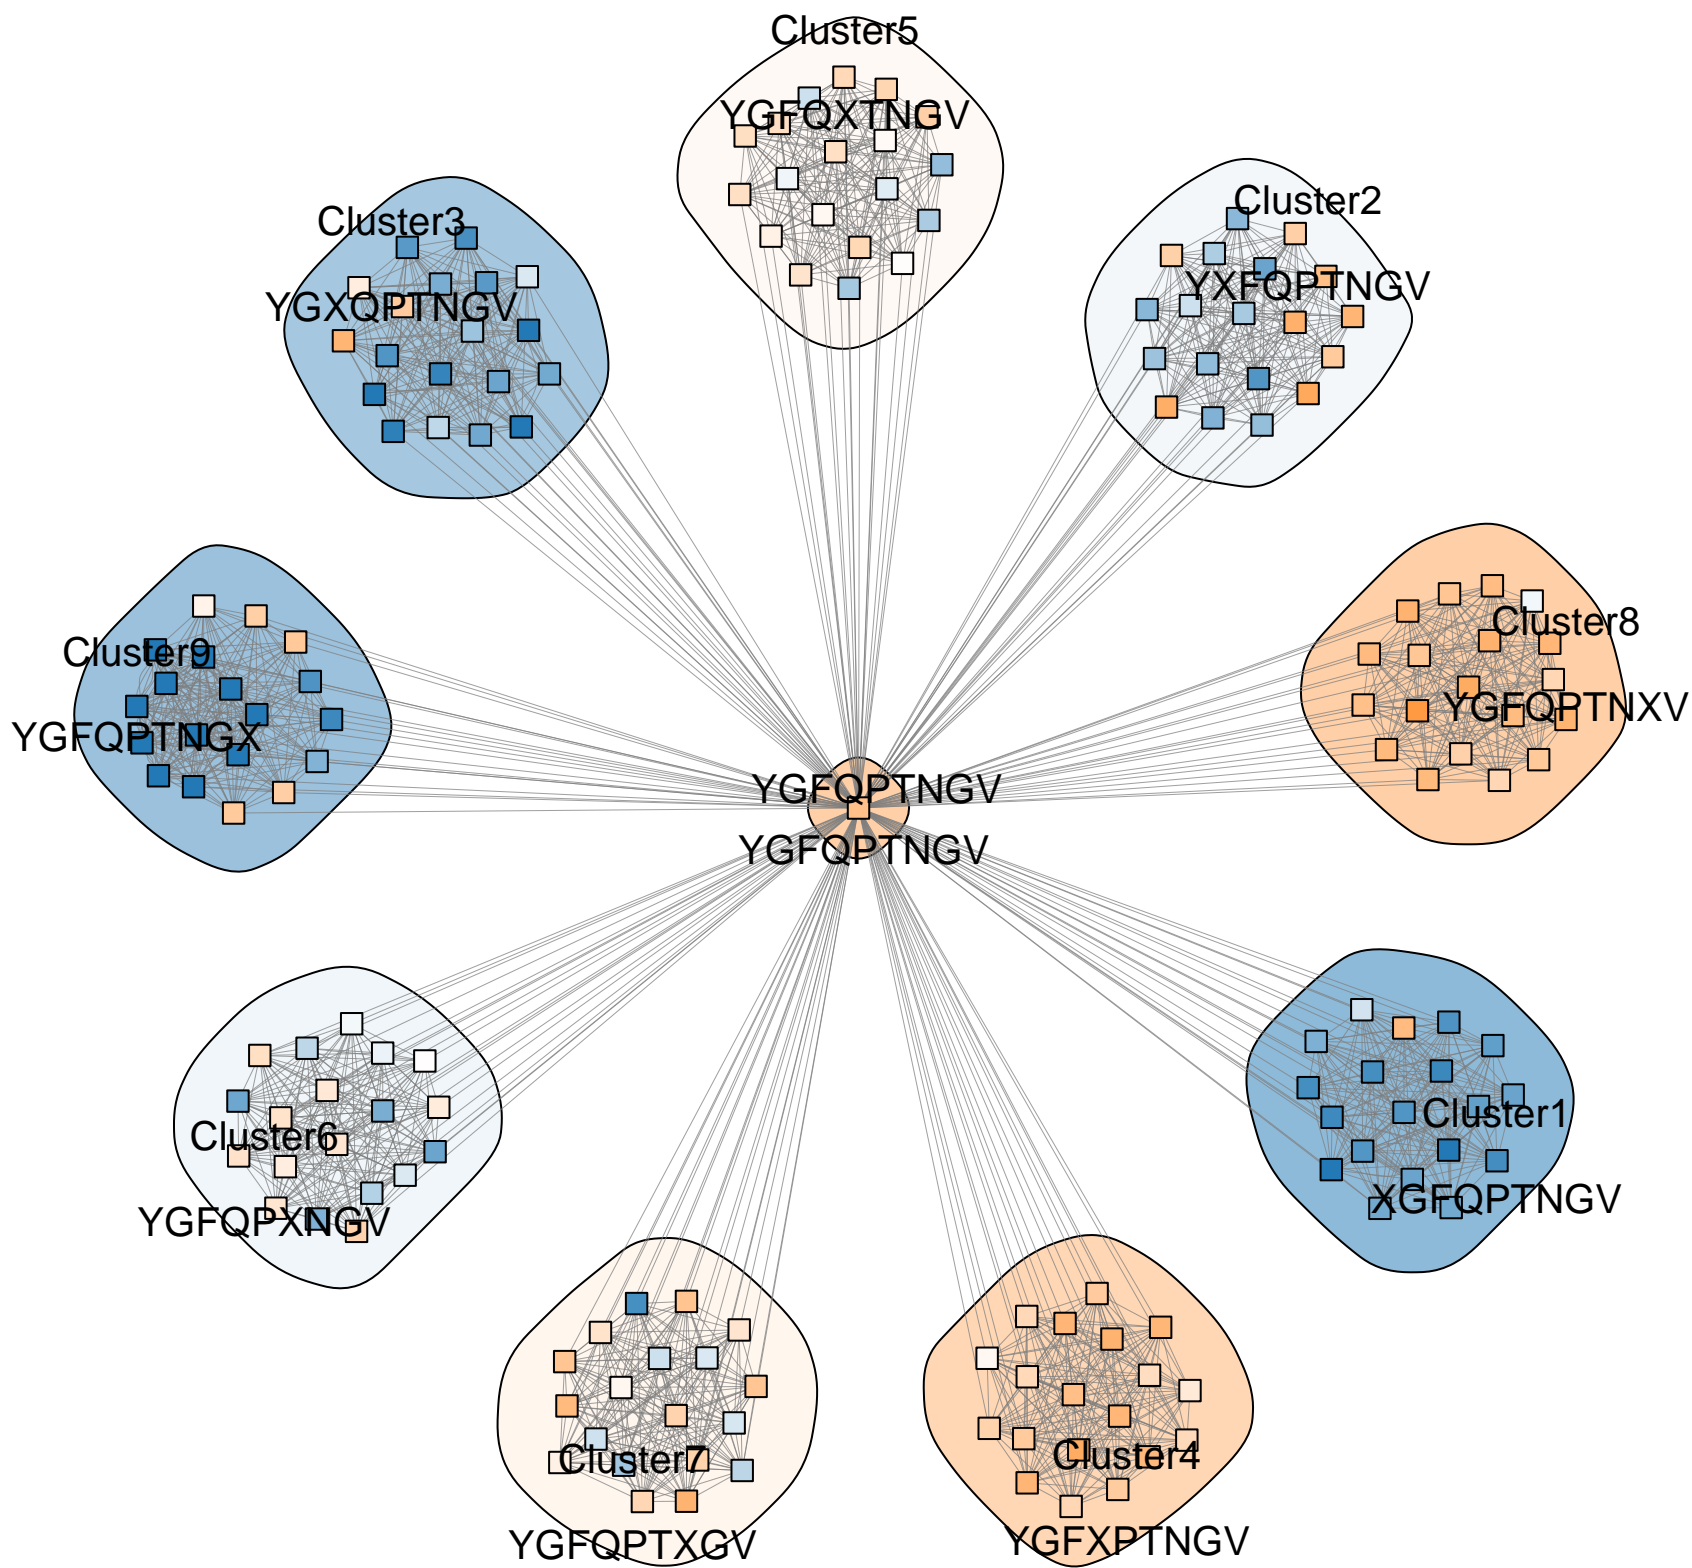 Cluster5
YGFQXTNGV
Cluster2
YXFQPTNGV
Cluster3
YGXQPTNGV
Cluster8
YGFQPTNXV
Cluster9
YGFQPTNGX
YGFQPTNGV
YGFQPTNGV
Cluster1
XGFQPTNGV
Cluster6
YGFQPXNGV
Cluster7
YGFQPTXGV
Cluster4
YGFXPTNGV